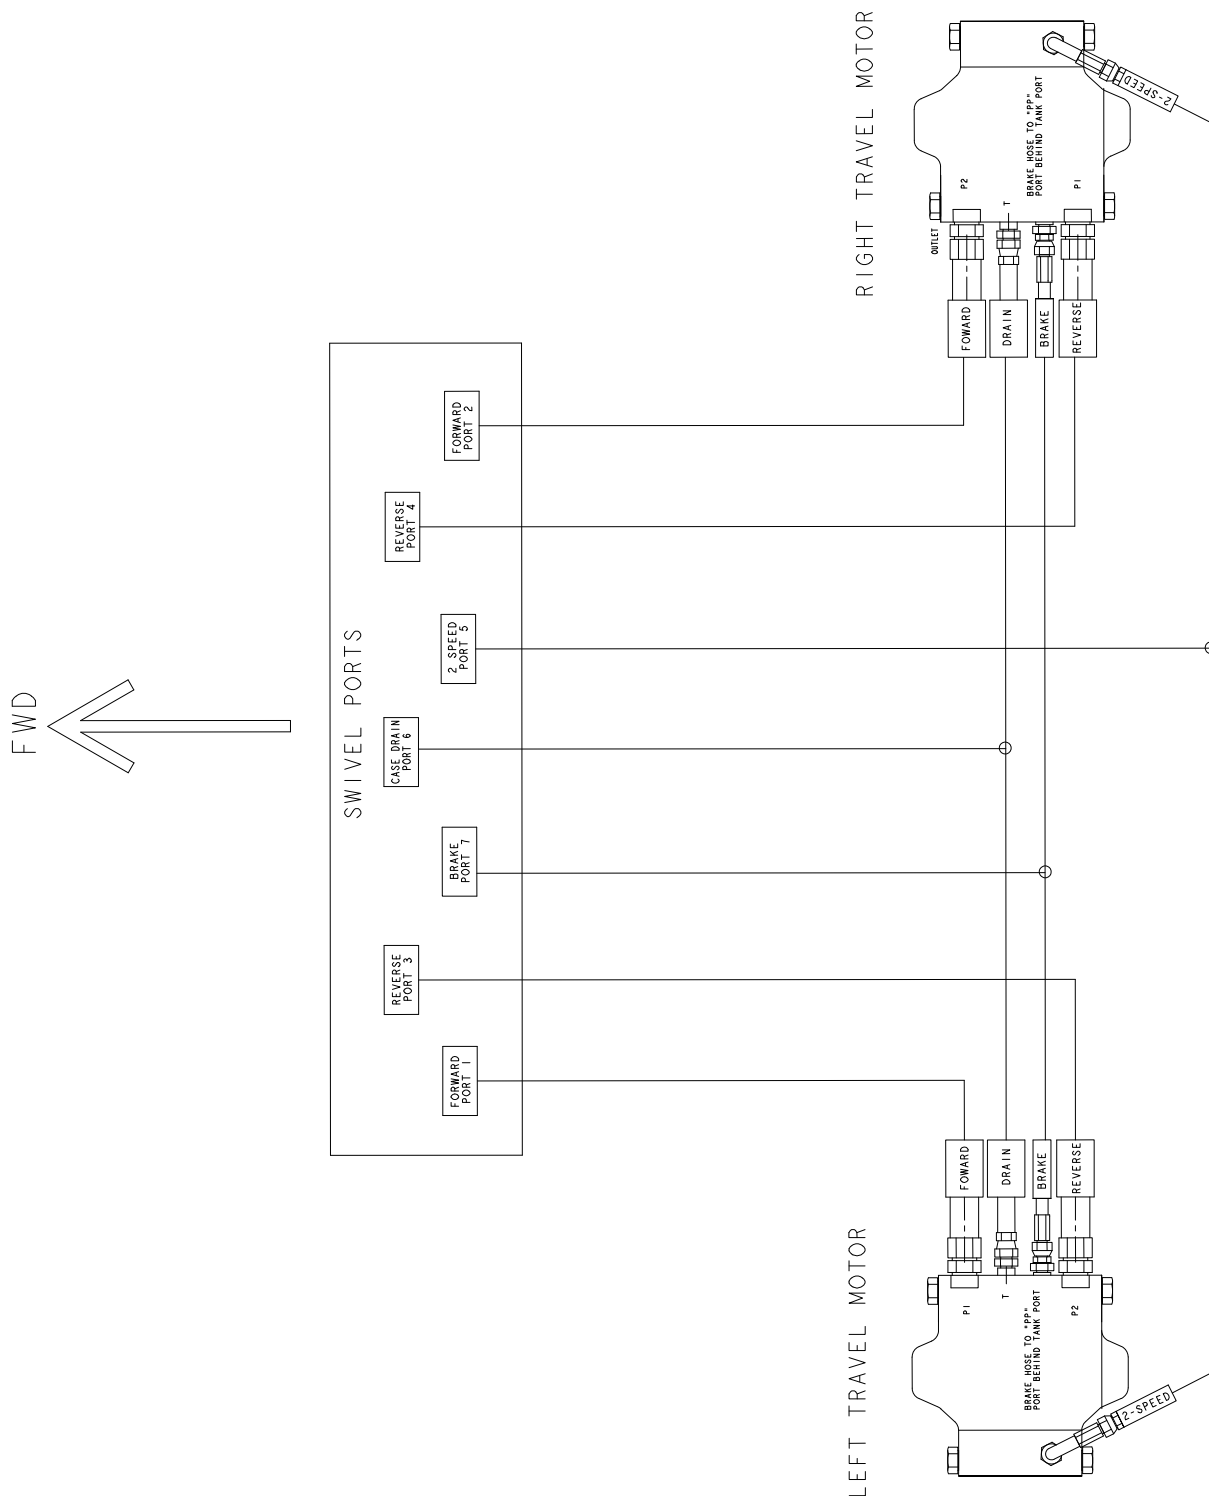 FWD
SWIVEL PORTS
FORWARD
PORT 1
REVERSE
PORT 3
BRAKE
PORT 7
CASE DRAIN
PORT 6
2 SPEED
PORT 5
REVERSE
PORT 4
FORWARD
PORT 2
LEFT TRAVEL MOTOR
FOWARD
DRAIN
BRAKE
REVERSE
P1
T
BRAKE HOSE TO "PP"
PORT BEHIND TANK PORT
P2
2-SPEED
RIGHT TRAVEL MOTOR
OUTLET
FOWARD
DRAIN
BRAKE
REVERSE
P2
T
BRAKE HOSE TO "PP"
PORT BEHIND TANK PORT
P1
2-SPEED